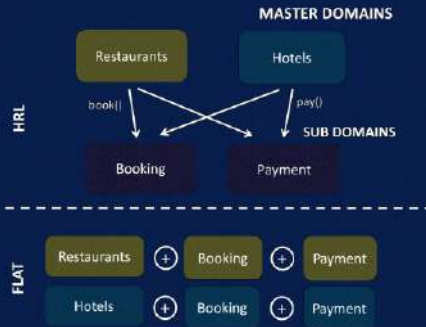 MASTER DOMAINS
Restaurants
Hotels
book()
pay()
HRL
SUB DOMAINS
Booking
Payment
FLAT
Restaurants + Booking + Payment
Hotels + Booking + Payment